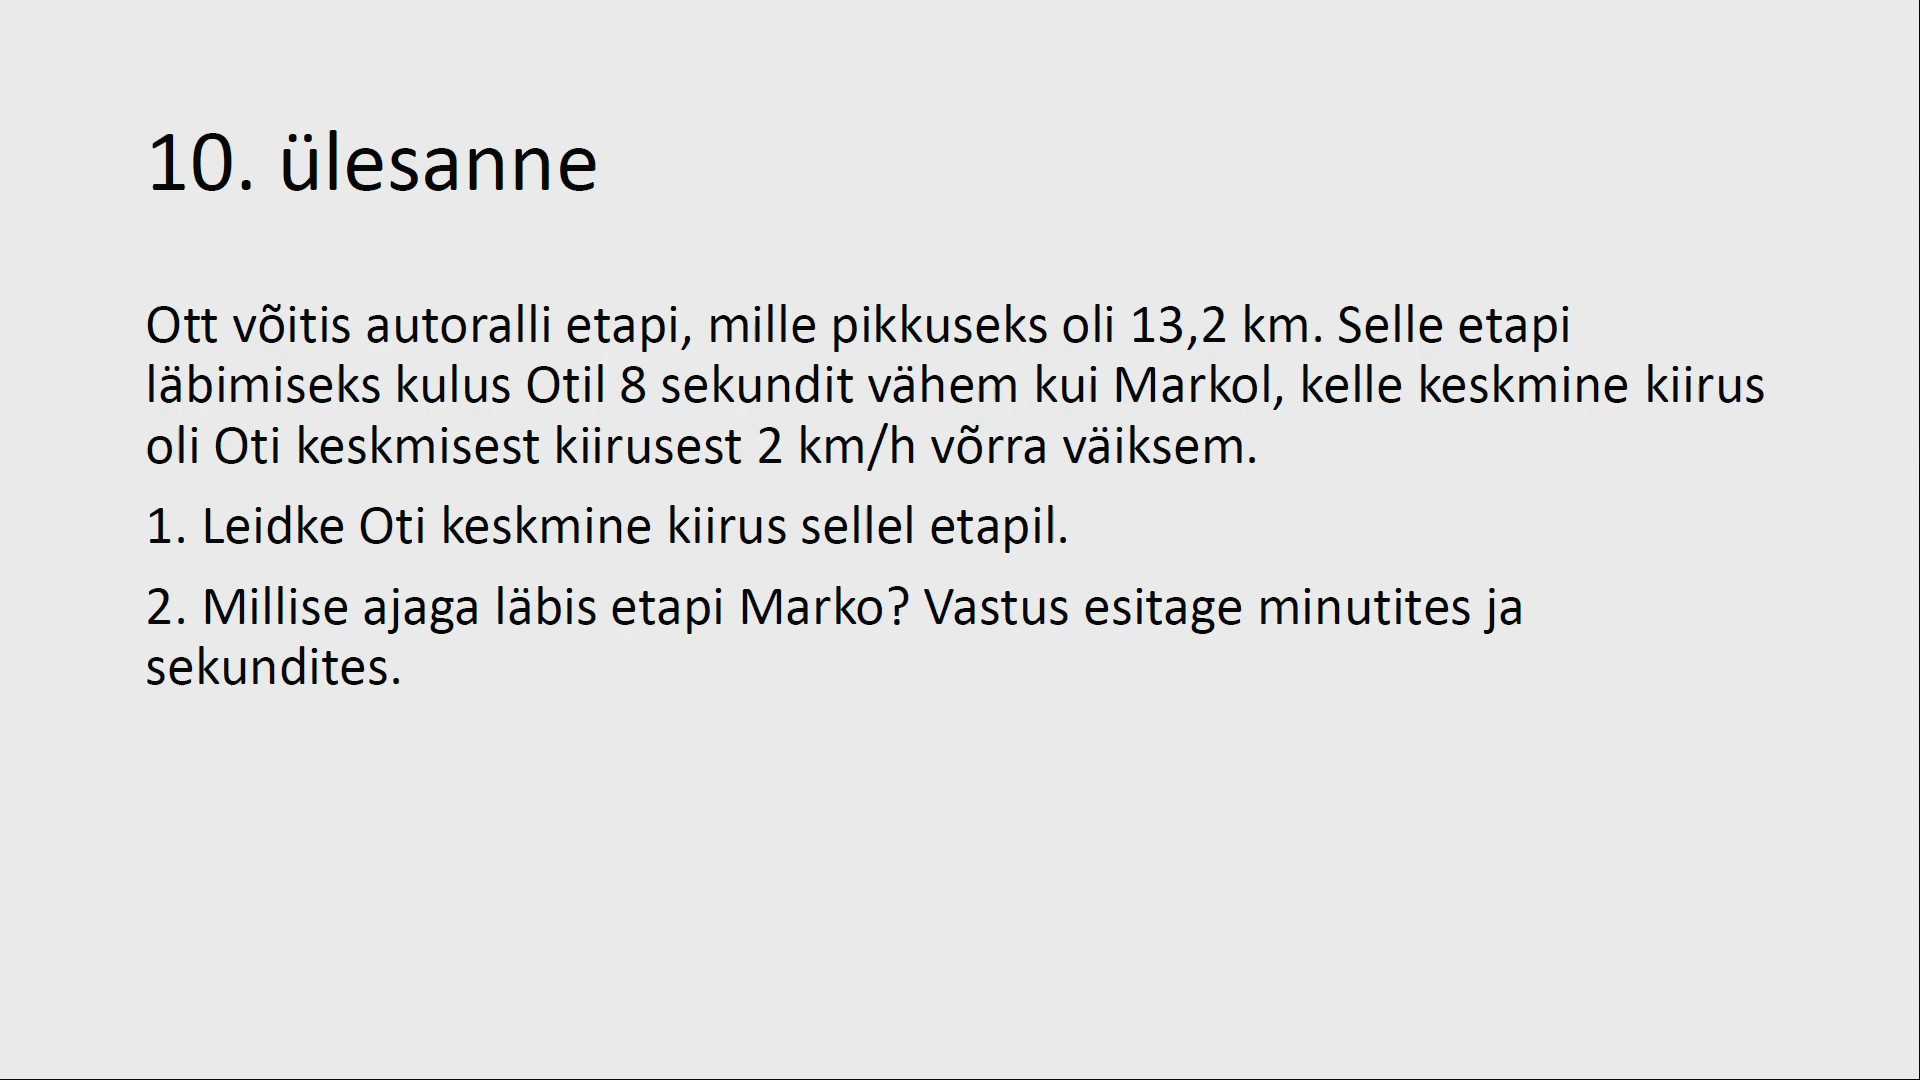 10. ülesanne
Ott võitis autoralli etapi, mille pikkuseks oli 13,2 km. Selle etapi
läbimiseks kulus Otil 8 sekundit vähem kui Markol, kelle keskmine kiirus
oli Oti keskmisest kiirusest 2 km/h võrra väiksem.
1. Leidke Oti keskmine kiirus sellel etapil.
2. Millise ajaga läbis etapi Marko? Vastus esitage minutites ja
sekundites.